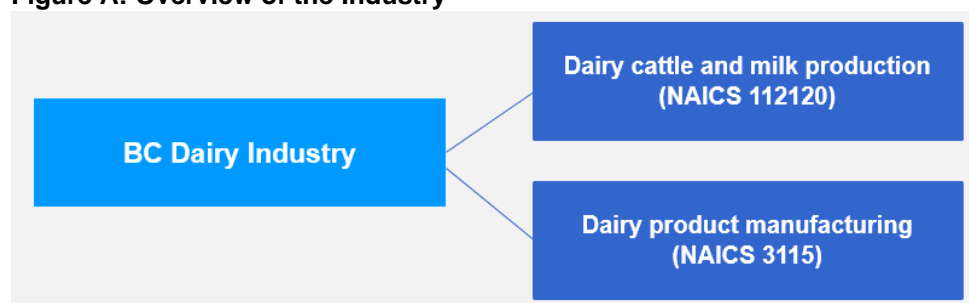 Figure A: Overview of the Industry
BC Dairy Industry
Dairy cattle and milk production
(NAICS 112120)
Dairy product manufacturing
(NAICS 3115)